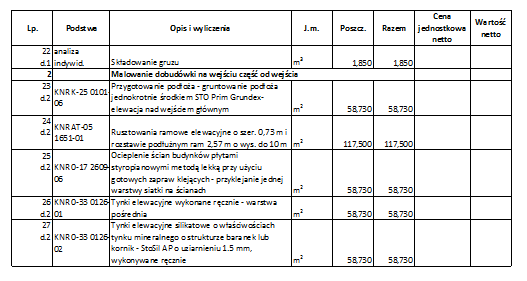 Lp. Podstwa Opis i wyliczenia J.m. Poszcz. Razem Cena jednostkowa netto Wartość netto
22 analiza
d.1 indywid. Składowanie gruzu m³ 1,850 1,850
2 Malowanie dobudówki na wejściu część od wejścia
23 Przygotowanie podłoża - gruntowanie podłoża
d.2 KNR K-25 0101- jednokrotnie środkiem STO Prim Grundex-
06 elewacja nad wejściem głównym m² 58,730 58,730
24
d.2 KNR AT-05 Rusztowania ramowe elewacyjne o szer. 0,73 m i
1651-01 rozstawie podłużnym ram 2,57 m o wys. do 10 m m² 117,500 117,500
25 Ocieplenie ścian budynków płytami
d.2 KNR 0-17 2609- styropianowymi metodą lekką przy użyciu
06 gotowych zapraw klejących - przyklejanie jednej
warstwy siatki na ścianach m² 58,730 58,730
26 KNR 0-33 0126- Tynki elewacyjne wykonane ręcznie - warstwa
d.2 01 pośrednia m² 58,730 58,730
27 Tynki elewacyjne silikatowe o właściwościach
d.2 KNR 0-33 0126- tynku mineralnego o strukturze baranek lub
02 kornik - StoSil AP o uziarnieniu 1.5 mm,
wykonywane ręcznie m² 58,730 58,730